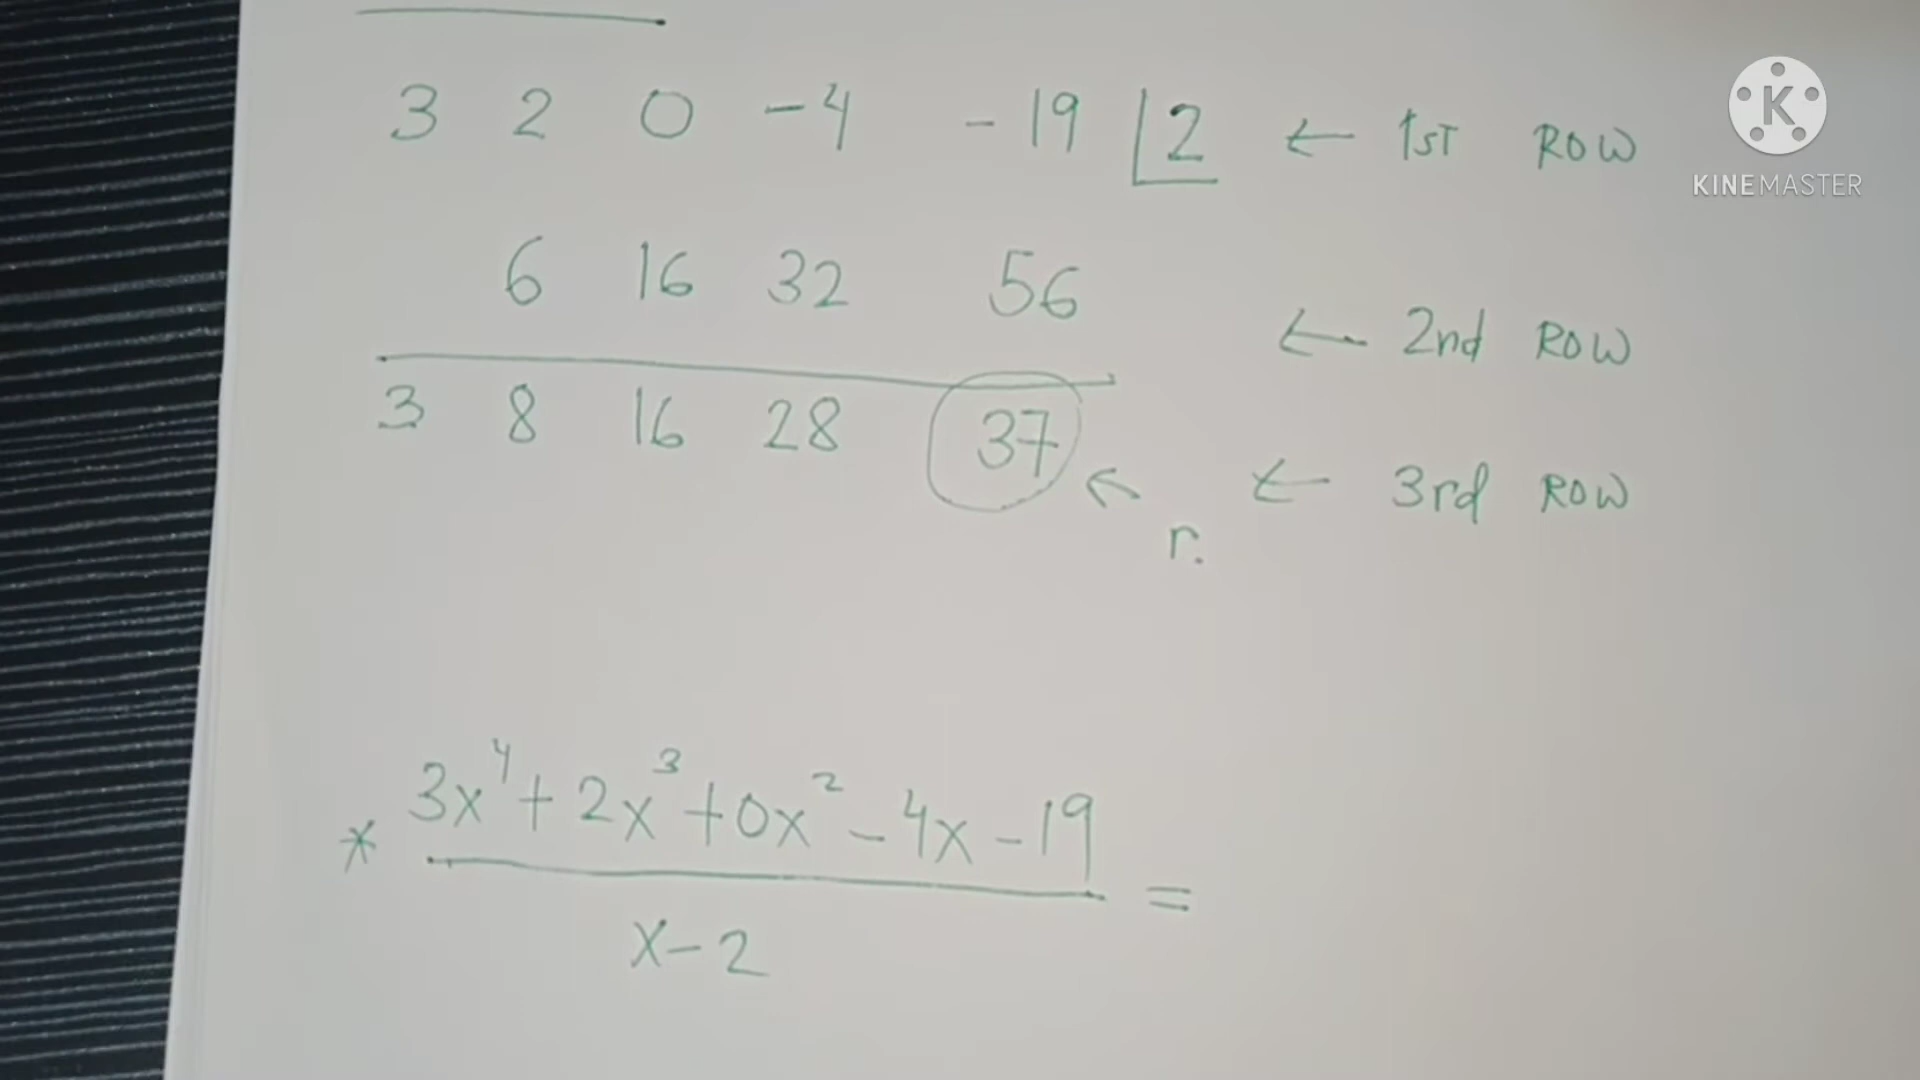 3 2 0 -4 -19 2 ← 1ST ROW
K
KINEMASTER
6 16 32 56 ← 2nd ROW
3 8 16 28 37 ← r. ← 3rd ROW
* 3x⁴ + 2x³ + 0x² - 4x - 19 =
x - 2